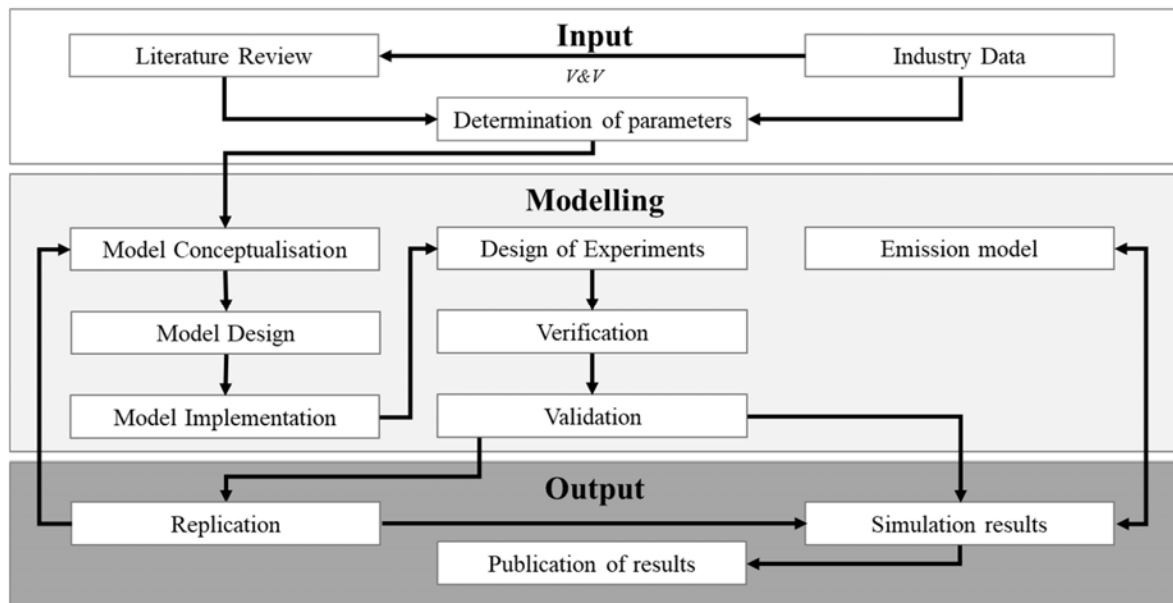 Input
Literature Review
Industry Data
V&V
Determination of parameters
Modelling
Model Conceptualisation
Design of Experiments
Emission model
Model Design
Verification
Model Implementation
Validation
Output
Replication
Simulation results
Publication of results